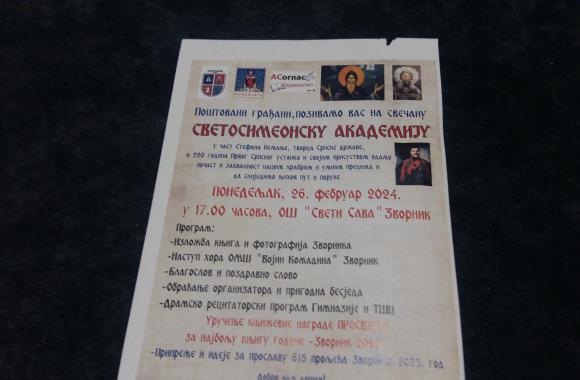 АСоглас
Поштовани грађани, позивамо вас на свечану
СВЕТОСИМЕОНСКУ АКАДЕМИЈУ
у част Стефана Немање, творца Српске државе,
и 220 година Првог Српског устанка и својим присуством одамо
почаст и захвалност нашим храбрим и умним прецима и
да слиједимо њихов пут и поруке
Понедељак, 26. фебруар 2024.
у 17.00 часова, ОШ "Свети Сава" Зворник
Програм:
-Изложба књига и фотографија Зворника
-Наступ хора ОМШ "Војин Комадина" Зворник
-Благослов и поздравно слово
-Обраћање организатора и пригодна бесједа
-Драмско рецитаторски програм Гимназије и ТШЦ
Уручење књижевне награде
за најбољу књигу године -Зворник
-Припреме и идеје за прославу 615 прољећа 2025. год